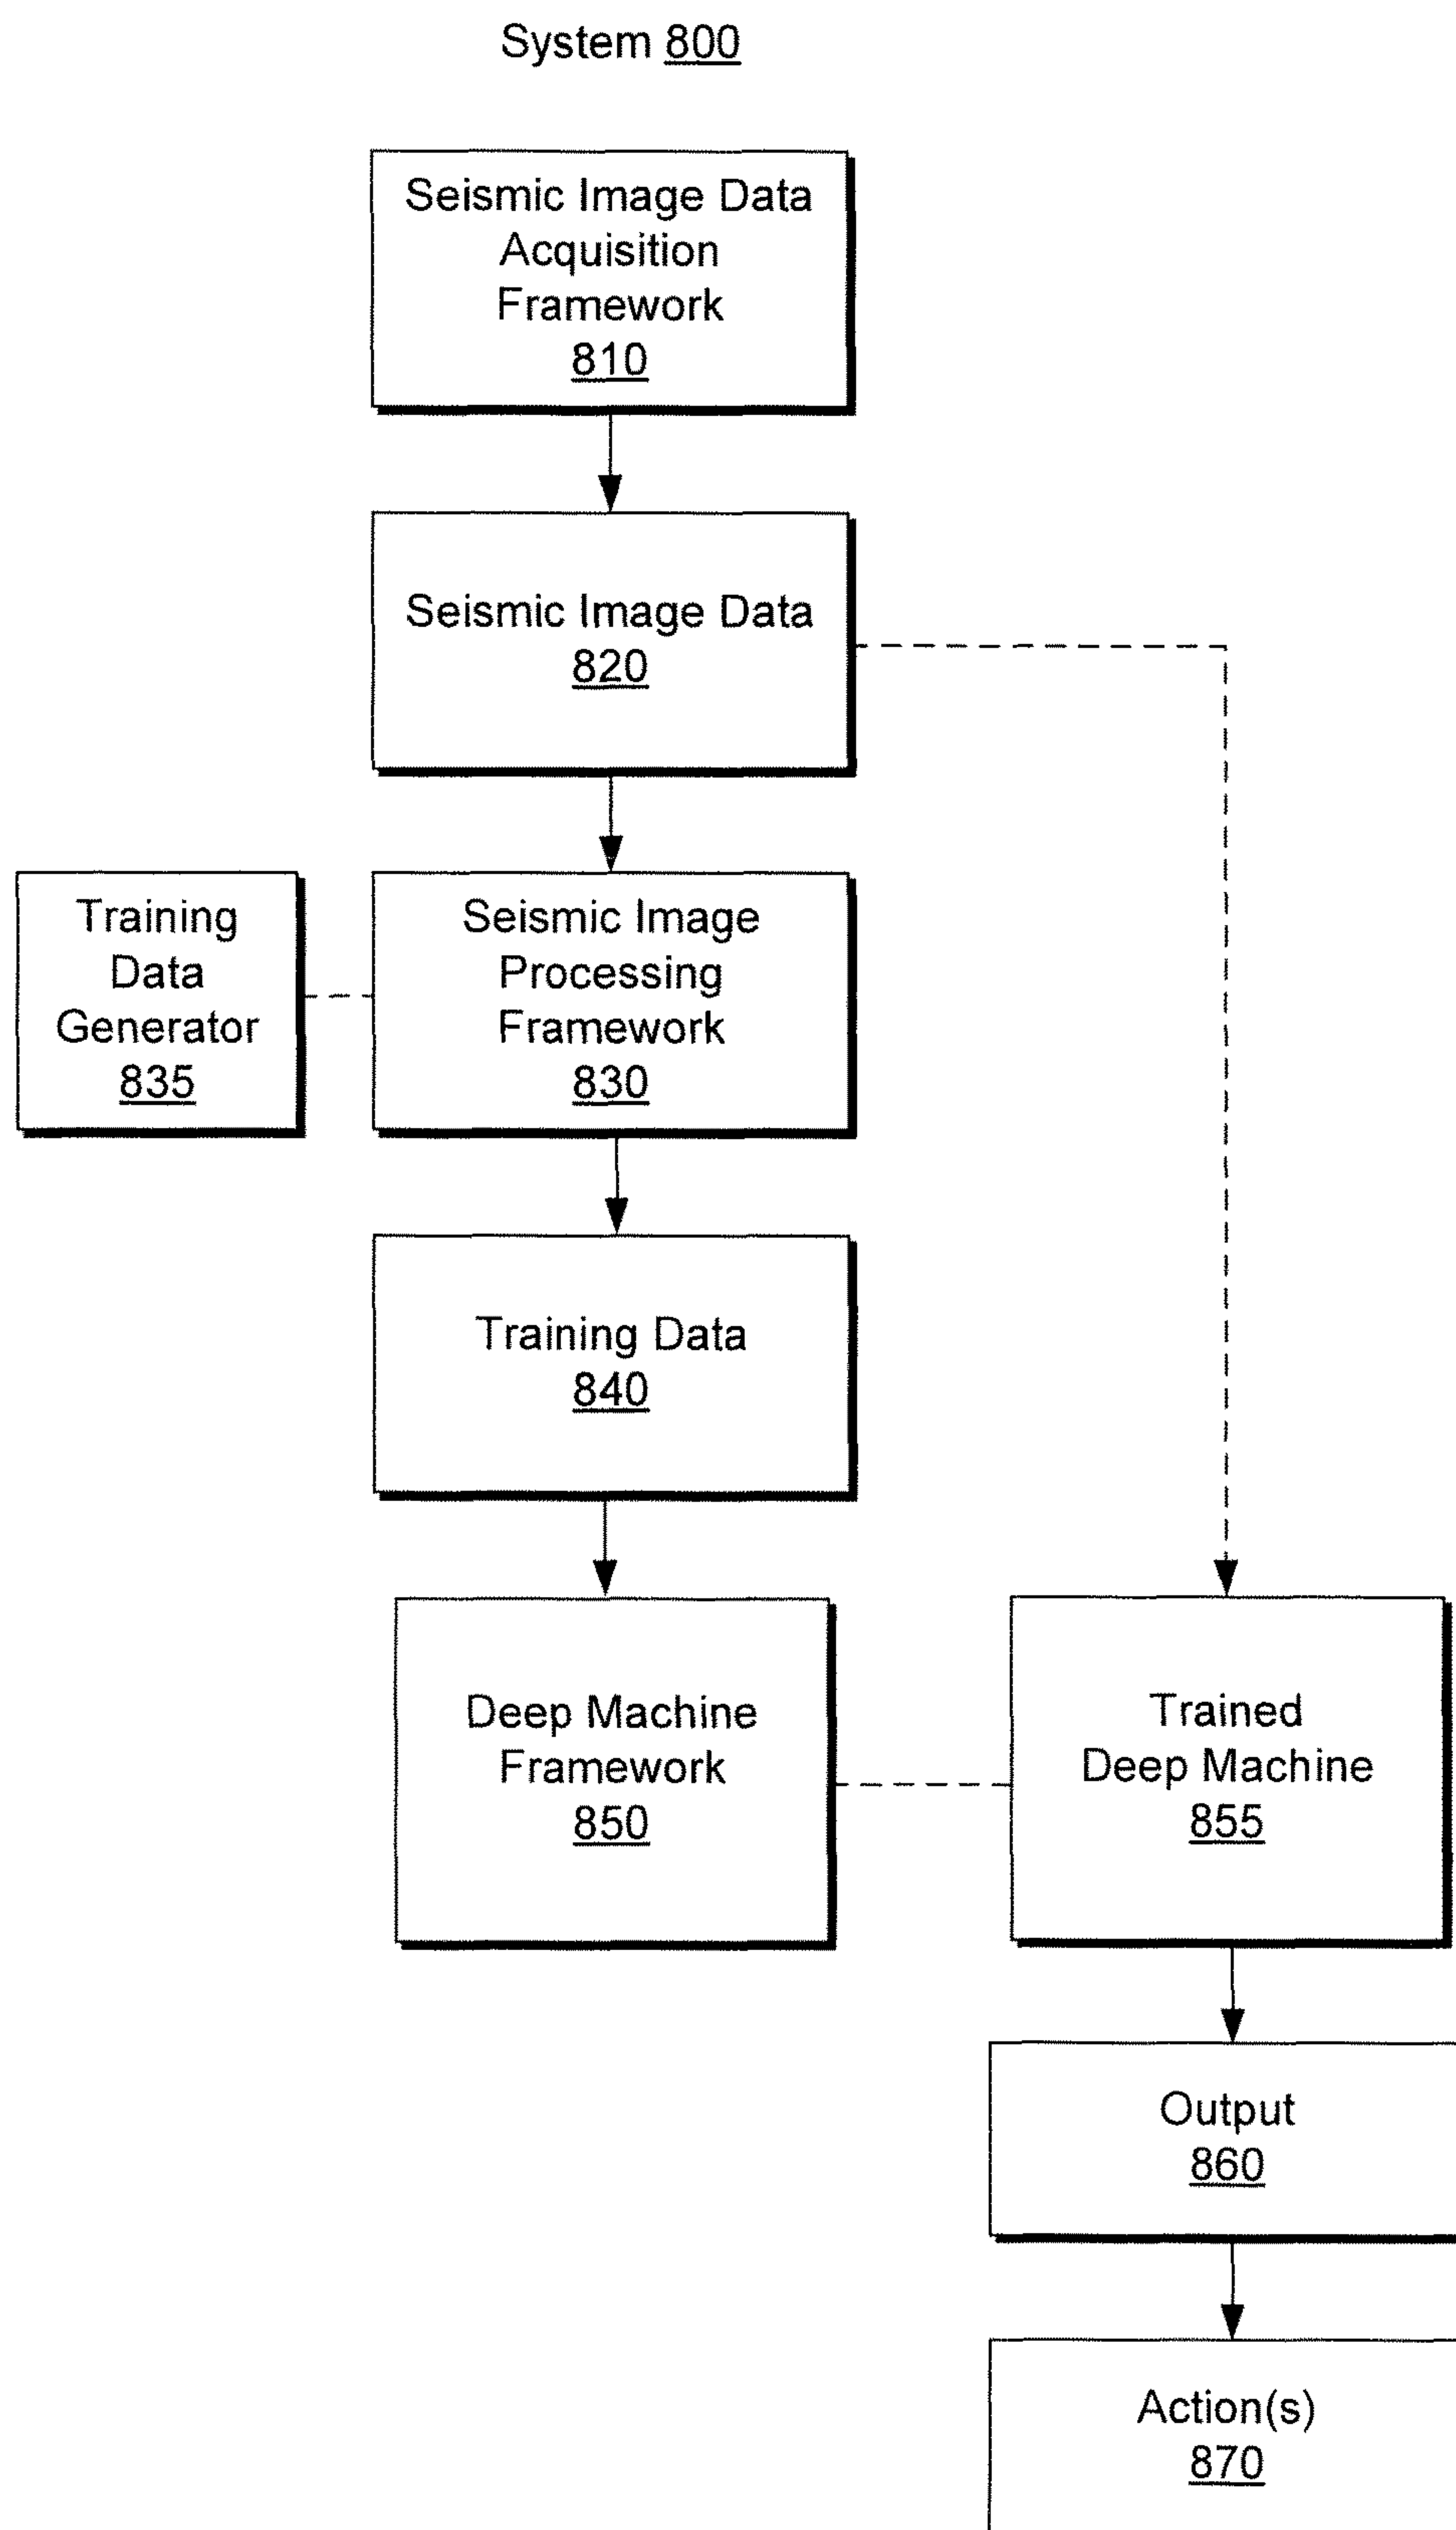 System 800
Seismic Image Data
Acquisition
Framework
810
Seismic Image Data
820
Training
Data
Generator
835
Seismic Image
Processing
Framework
830
Training Data
840
Deep Machine
Framework
850
Trained
Deep Machine
855
Output
860
Action(s)
870